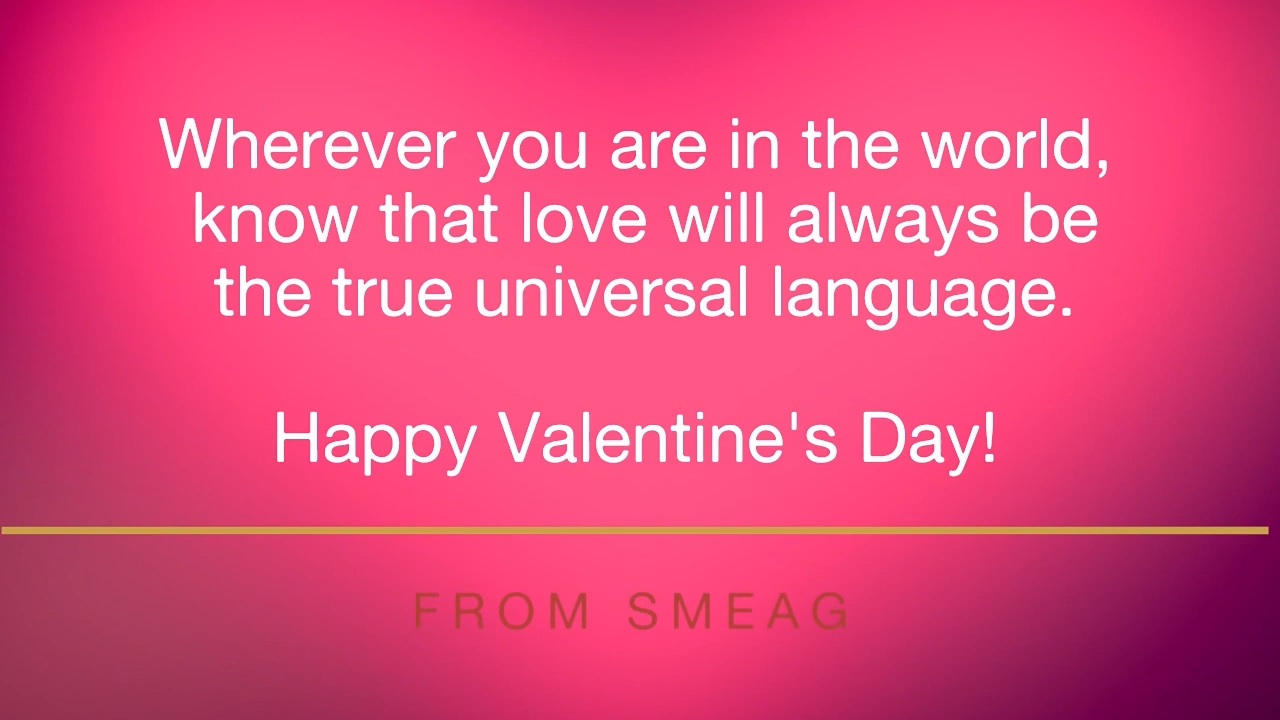 Wherever you are in the world,
know that love will always be
the true universal language.
Happy Valentine's Day!
FROM SMEAG